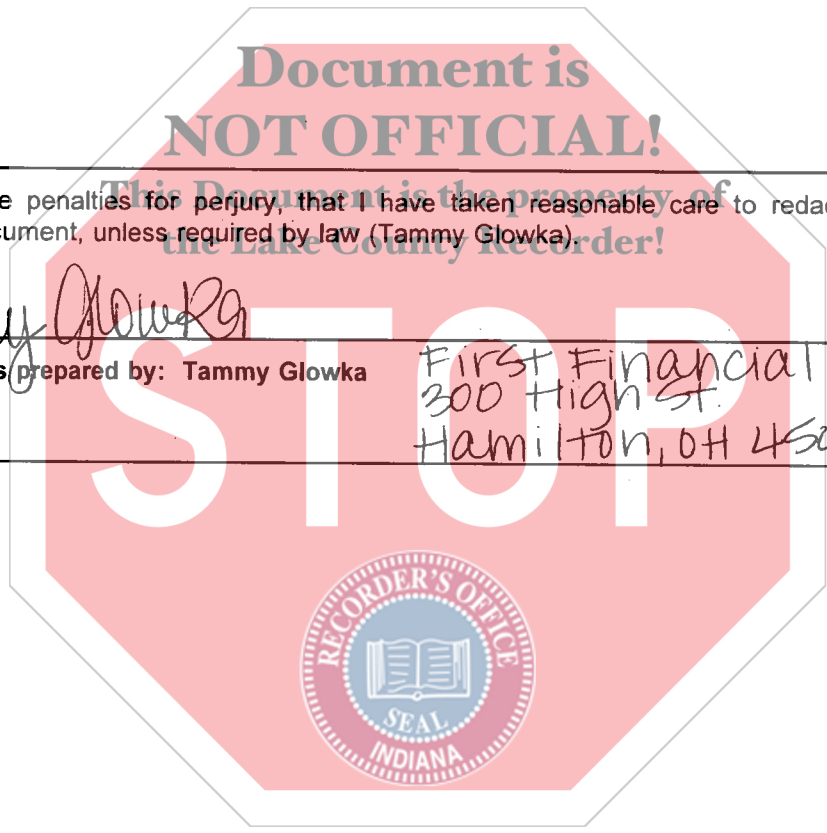 Document is
NOT OFFICIAL!
This Document is the property of
the Lake County Recorder!
e penalties for perjury, that I have taken reasonable care to redac
cument, unless required by law (Tammy Glowka).
y Glowka
s prepared by: Tammy Glowka
First Financial
300 High St.
Hamilton, OH 450
STOP
RECORDER'S OFFICE
SEAL
INDIANA